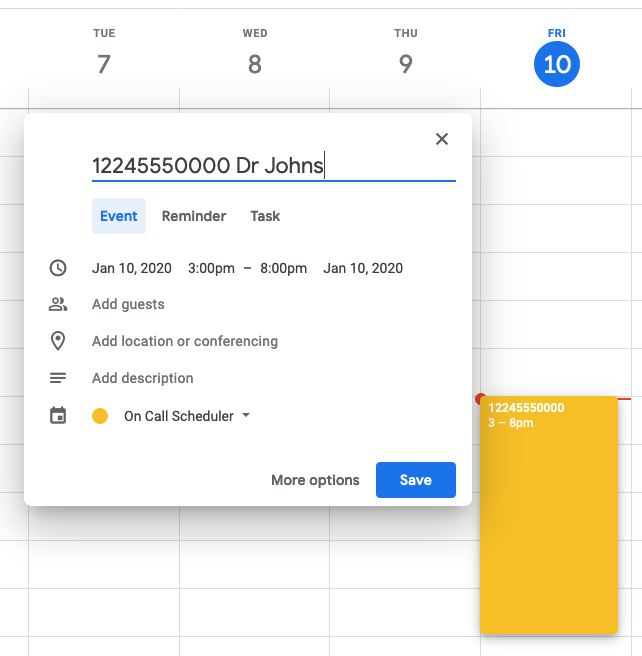 TUE WED THU FRI
7 8 9 10
12245550000 Dr Johns
Event Reminder Task
Jan 10, 2020 3:00pm – 8:00pm Jan 10, 2020
Add guests
Add location or conferencing
Add description
On Call Scheduler
More options Save
12245550000
3 – 8pm